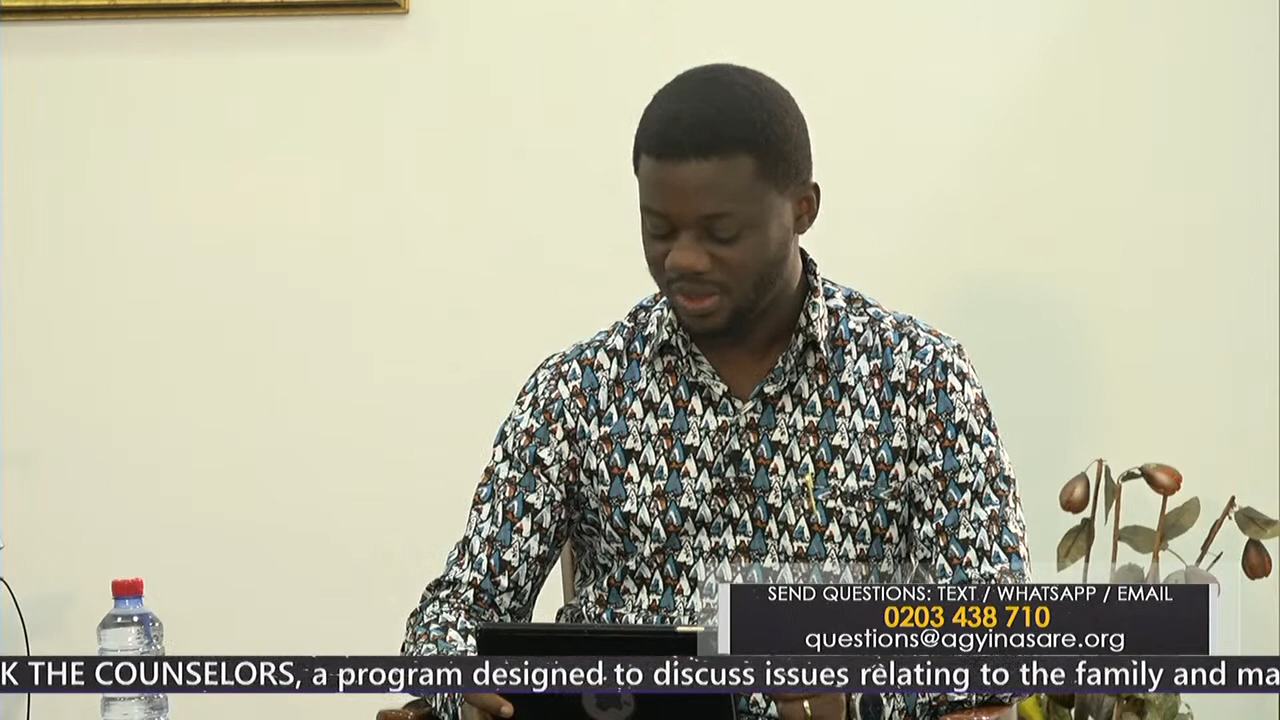 SEND QUESTIONS: TEXT / WHATSAPP / EMAIL
0203 438 710
questions@agyinasare.org
K THE COUNSELORS, a program designed to discuss issues relating to the family and ma